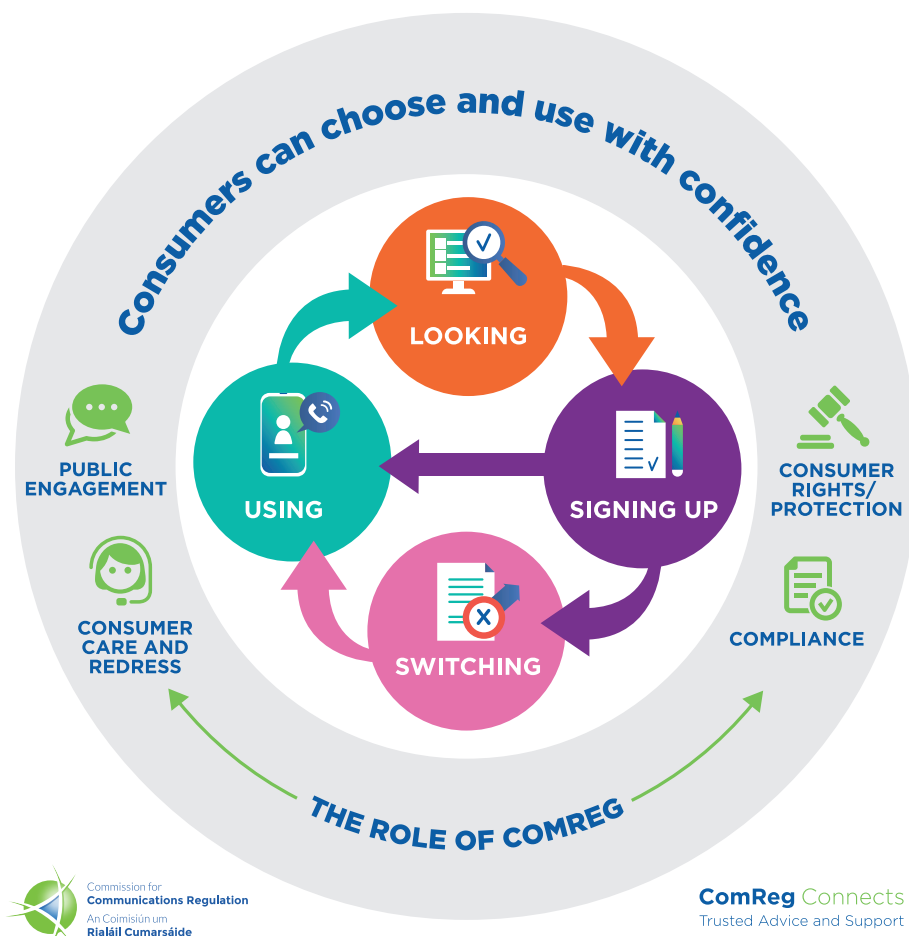 Consumers can choose and use with confidence
LOOKING
USING
SIGNING UP
SWITCHING
PUBLIC
ENGAGEMENT
CONSUMER
CARE AND
REDRESS
CONSUMER
RIGHTS/
PROTECTION
COMPLIANCE
THE ROLE OF COMREG
Commission for
Communications Regulation
An Coimisiún um
Rialáil Cumarsáide
ComReg Connects
Trusted Advice and Support